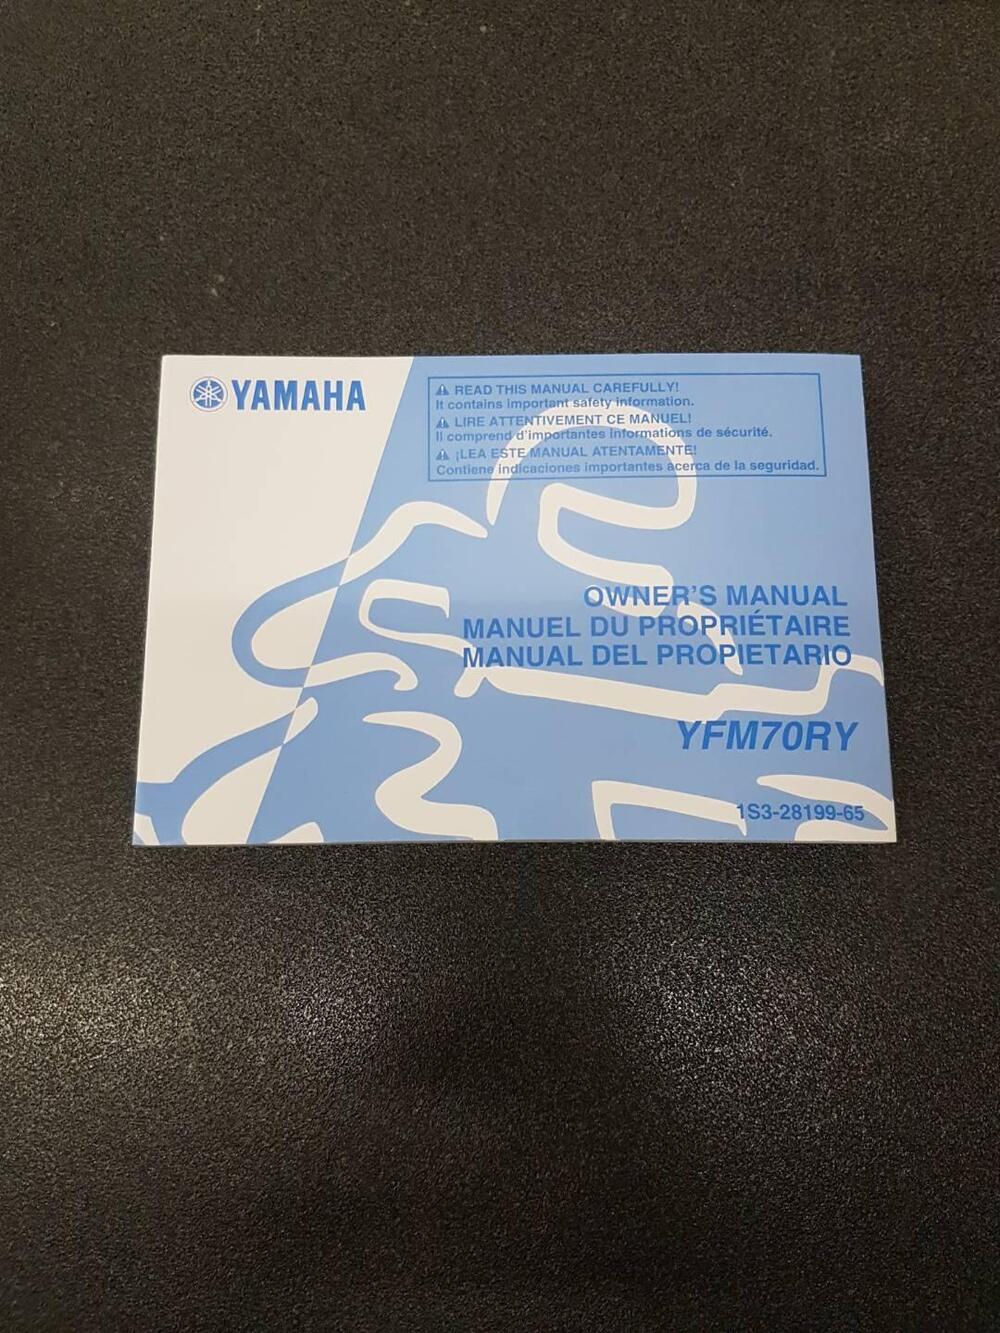 YAMAHA
⚠ READ THIS MANUAL CAREFULLY!
It contains important safety information.
⚠ LIRE ATTENTIVEMENT CE MANUEL!
Il comprend d'importantes informations de sécurité.
⚠ ¡LEA ESTE MANUAL ATENTAMENTE!
Contiene indicaciones importantes acerca de la seguridad.
OWNER'S MANUAL
MANUEL DU PROPRIÉTAIRE
MANUAL DEL PROPIETARIO
YFM70RY
1S3-28199-65